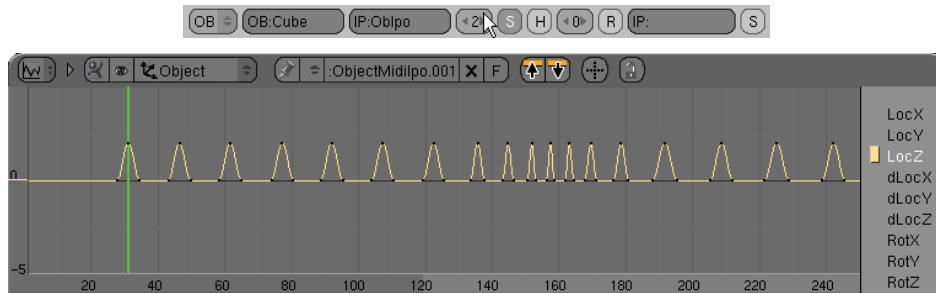 OB OB:Cube IP:ObIpo 2 S H 0 R IP: S
Object :ObjectMidiIpo.001 X F
LocX
LocY
LocZ
dLocX
dLocY
dLocZ
RotX
RotY
RotZ
0
-5
20 40 60 80 100 120 140 160 180 200 220 240